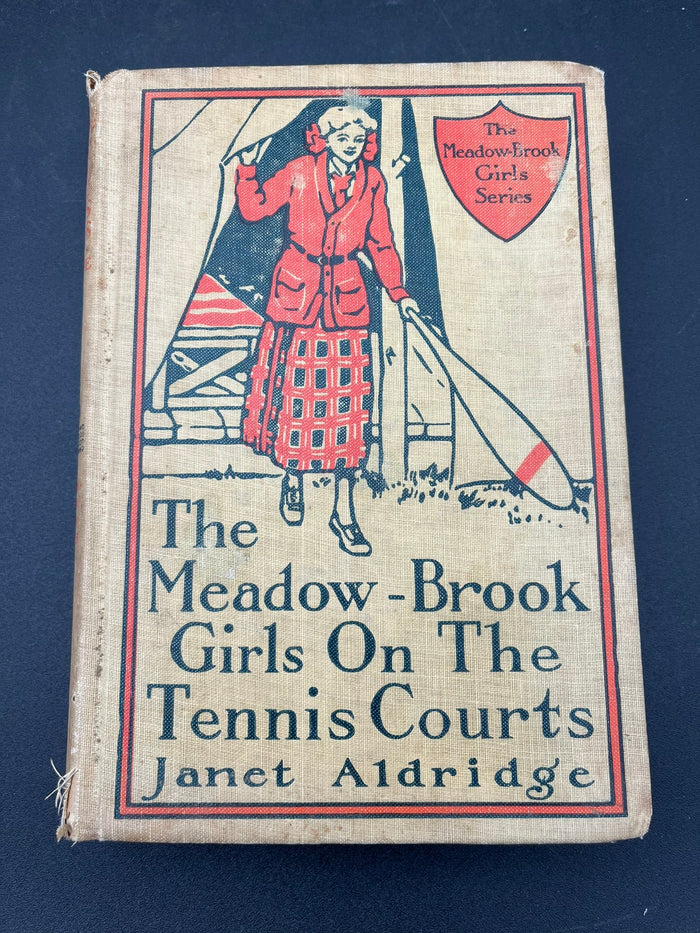 The
Meadow-Brook
Girls
Series
The
Meadow-Brook
Girls On The
Tennis Courts
Janet Aldridge